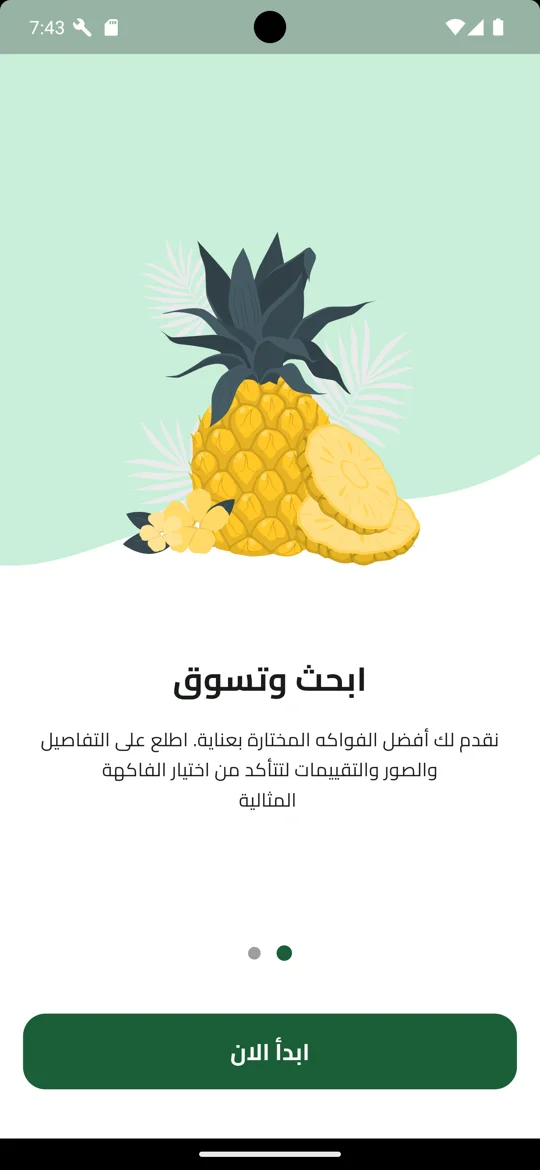 7:43
ابحث وتسوق
نقدم لك أفضل الفواكه المختارة بعناية. اطلع على التفاصيل
والصور والتقييمات لتتأكد من اختيار الفاكهة
المثالية
ابدأ الان